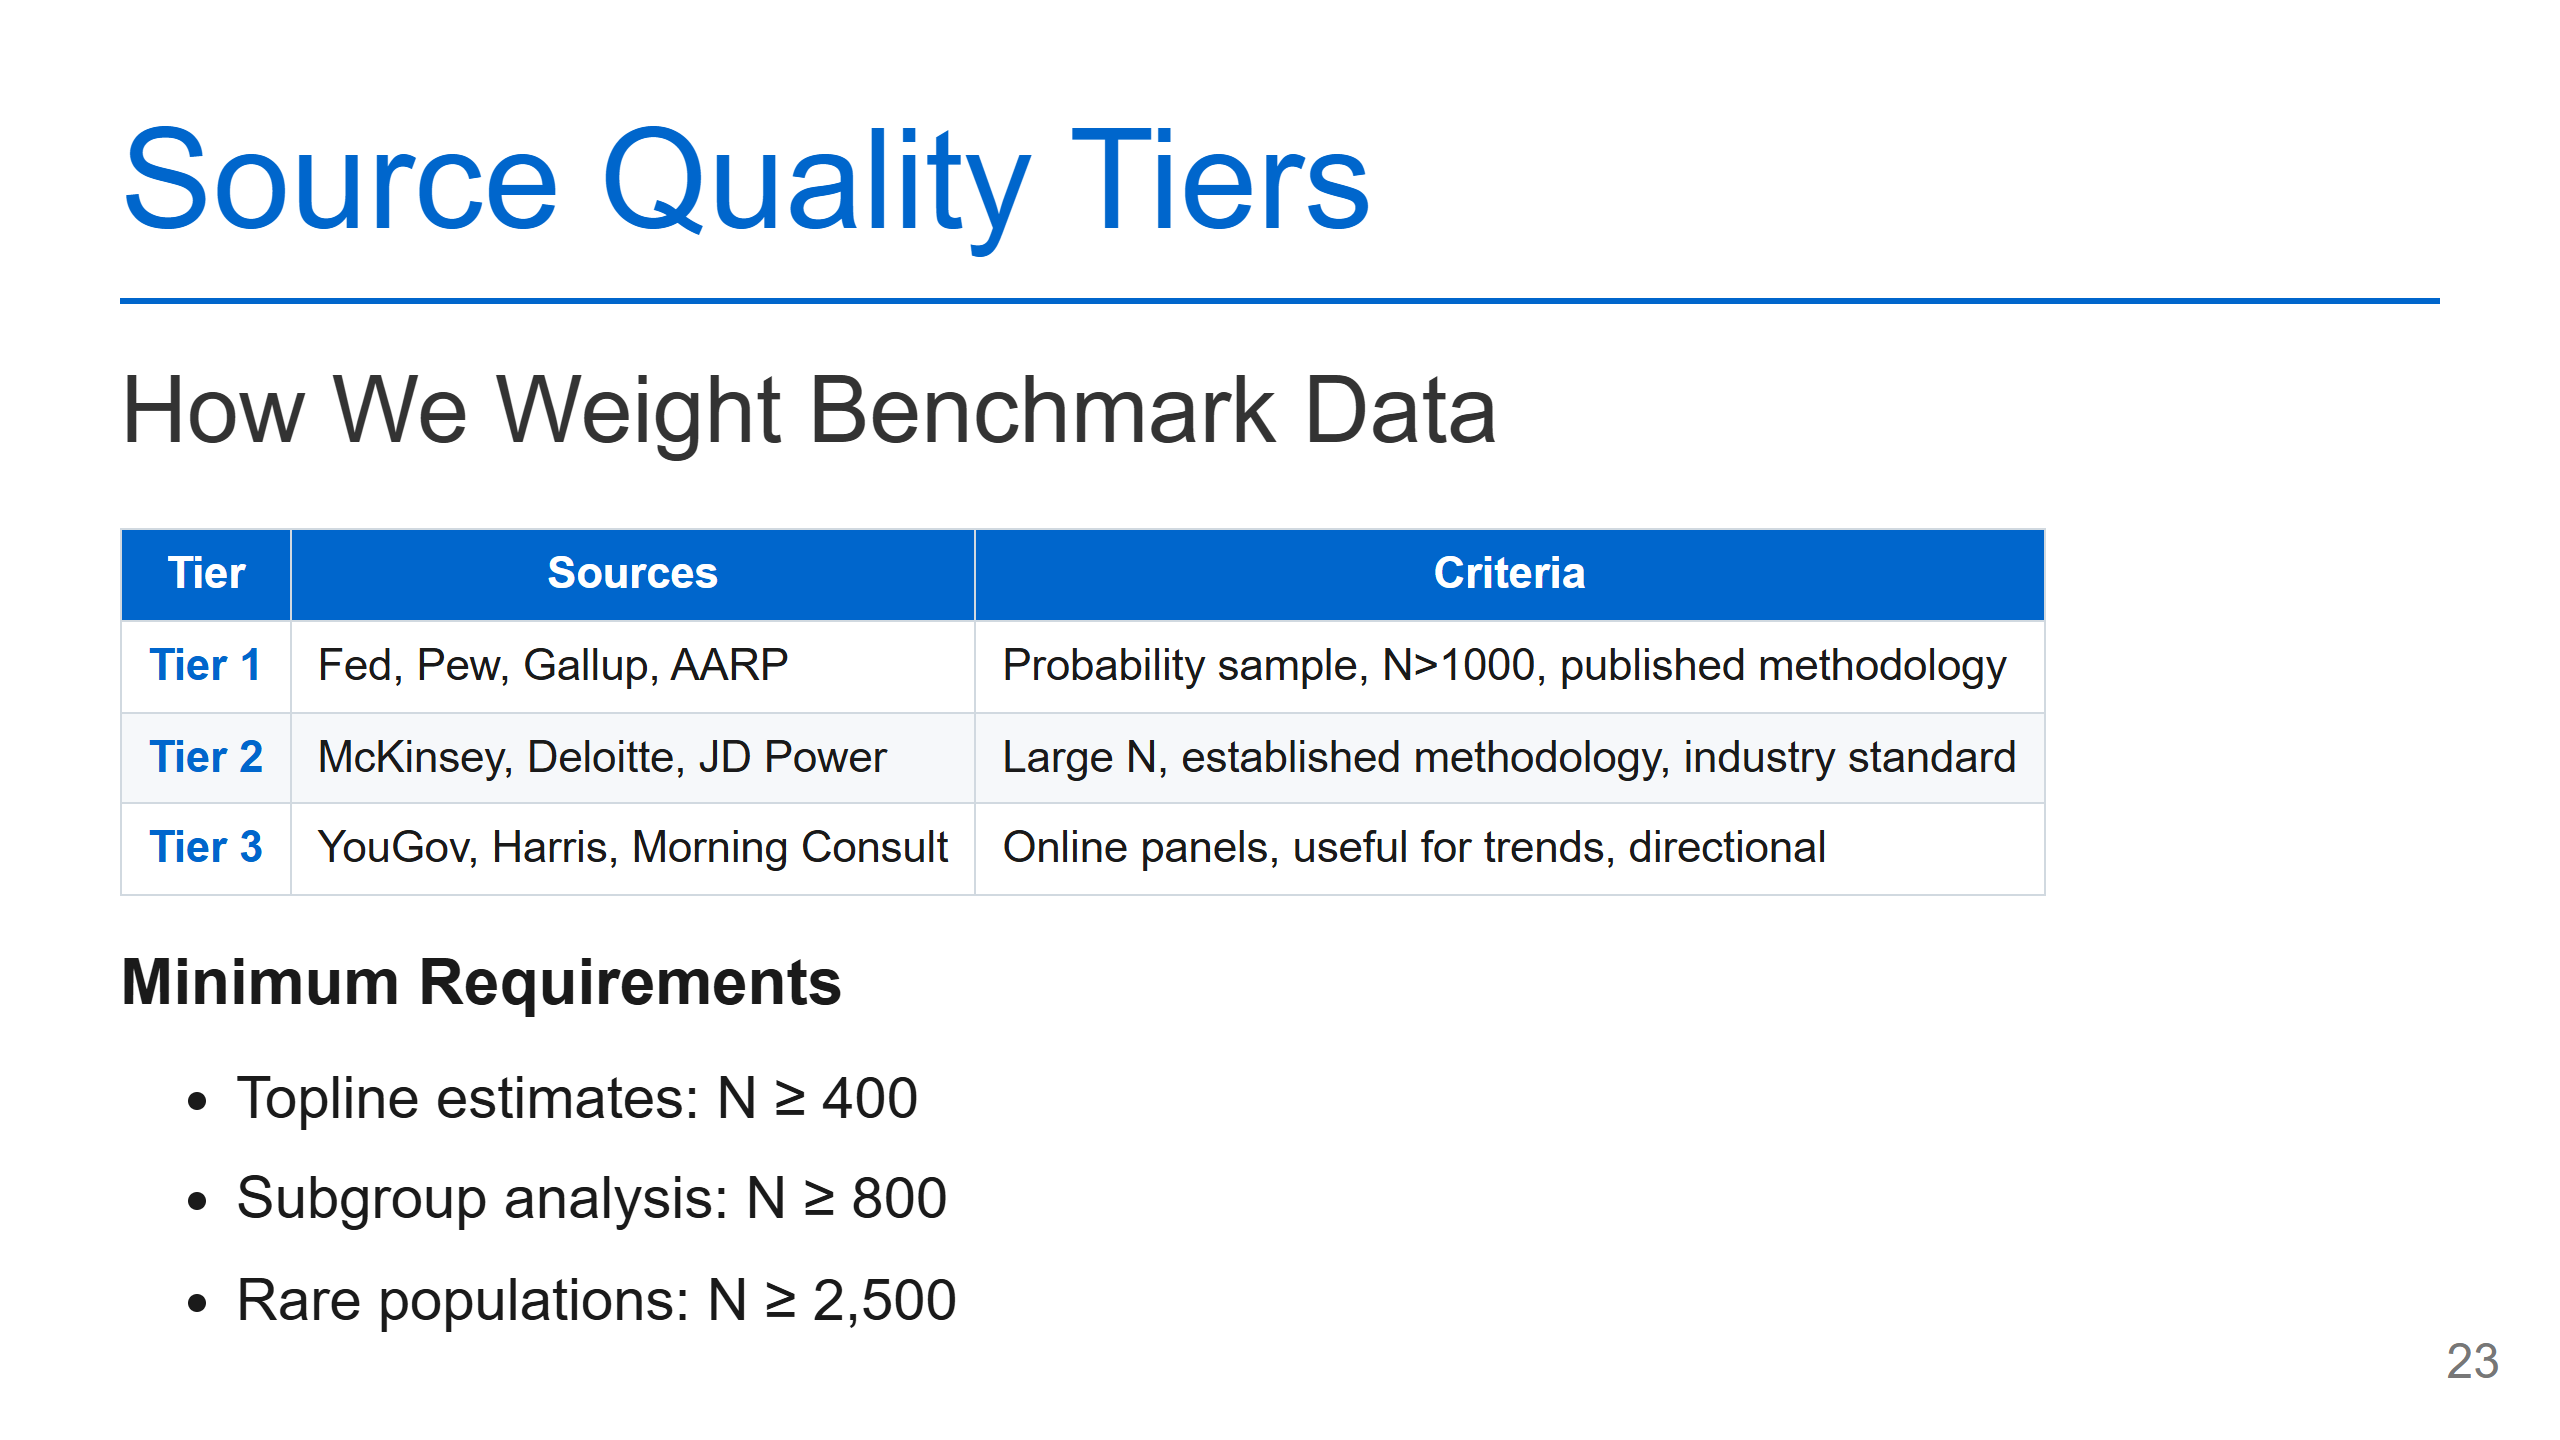 Source Quality Tiers
How We Weight Benchmark Data
Tier Sources Criteria
Tier 1 Fed, Pew, Gallup, AARP Probability sample, N>1000, published methodology
Tier 2 McKinsey, Deloitte, JD Power Large N, established methodology, industry standard
Tier 3 YouGov, Harris, Morning Consult Online panels, useful for trends, directional
Minimum Requirements
• Topline estimates: N ≥ 400
• Subgroup analysis: N ≥ 800
• Rare populations: N ≥ 2,500
23